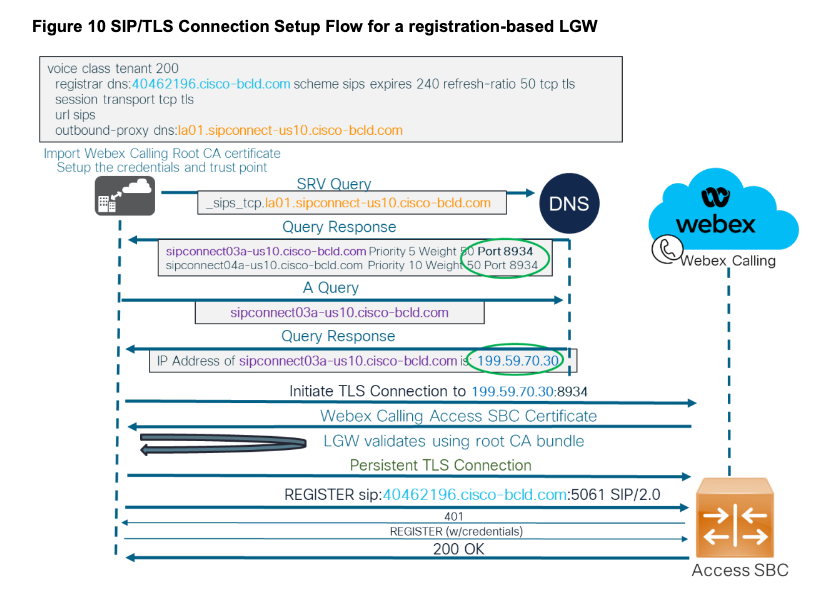 Figure 10 SIP/TLS Connection Setup Flow for a registration-based LGW
voice class tenant 200
registrar dns:40462196.cisco-bcld.com scheme sips expires 240 refresh-ratio 50 tcp tls
session transport tcp tls
url sips
outbound-proxy dns:la01.sipconnect-us10.cisco-bcld.com
Import Webex Calling Root CA certificate
Setup the credentials and trust point
SRV Query
_sips_tcp.la01.sipconnect-us10.cisco-bcld.com
DNS
webex
Webex Calling
Query Response
sipconnect03a-us10.cisco-bcld.com Priority 5 Weight 50 Port 8934
sipconnect04a-us10.cisco-bcld.com Priority 10 Weight 50 Port 8934
A Query
sipconnect03a-us10.cisco-bcld.com
Query Response
IP Address of sipconnect03a-us10.cisco-bcld.com is: 199.59.70.30
Initiate TLS Connection to 199.59.70.30:8934
Webex Calling Access SBC Certificate
LGW validates using root CA bundle
Persistent TLS Connection
REGISTER sip:40462196.cisco-bcld.com:5061 SIP/2.0
401
REGISTER (w/credentials)
200 OK
Access SBC